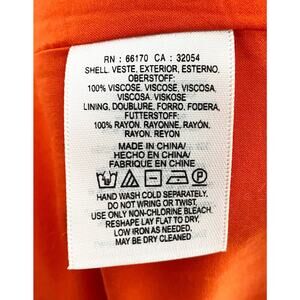 RN : 66170 CA : 32054
SHELL. VESTE, EXTERIOR, ESTERNO,
OBERSTOFF:
100% VISCOSE, VISCOSE, VISCOSA,
VISCOSA, VISKOSE
LINING, DOUBLURE, FORRO, FODERA,
FUTTERSTOFF:
100% RAYON, RAYONNE, RAYÓN,
RAYON, REYON
MADE IN CHINA/
HECHO EN CHINA/
FABRIQUE EN CHINE
P
HAND WASH COLD SEPARATELY.
DO NOT WRING OR TWIST.
USE ONLY NON-CHLORINE BLEACH.
RESHAPE LAY FLAT TO DRY.
LOW IRON AS NEEDED.
MAY BE DRY CLEANED